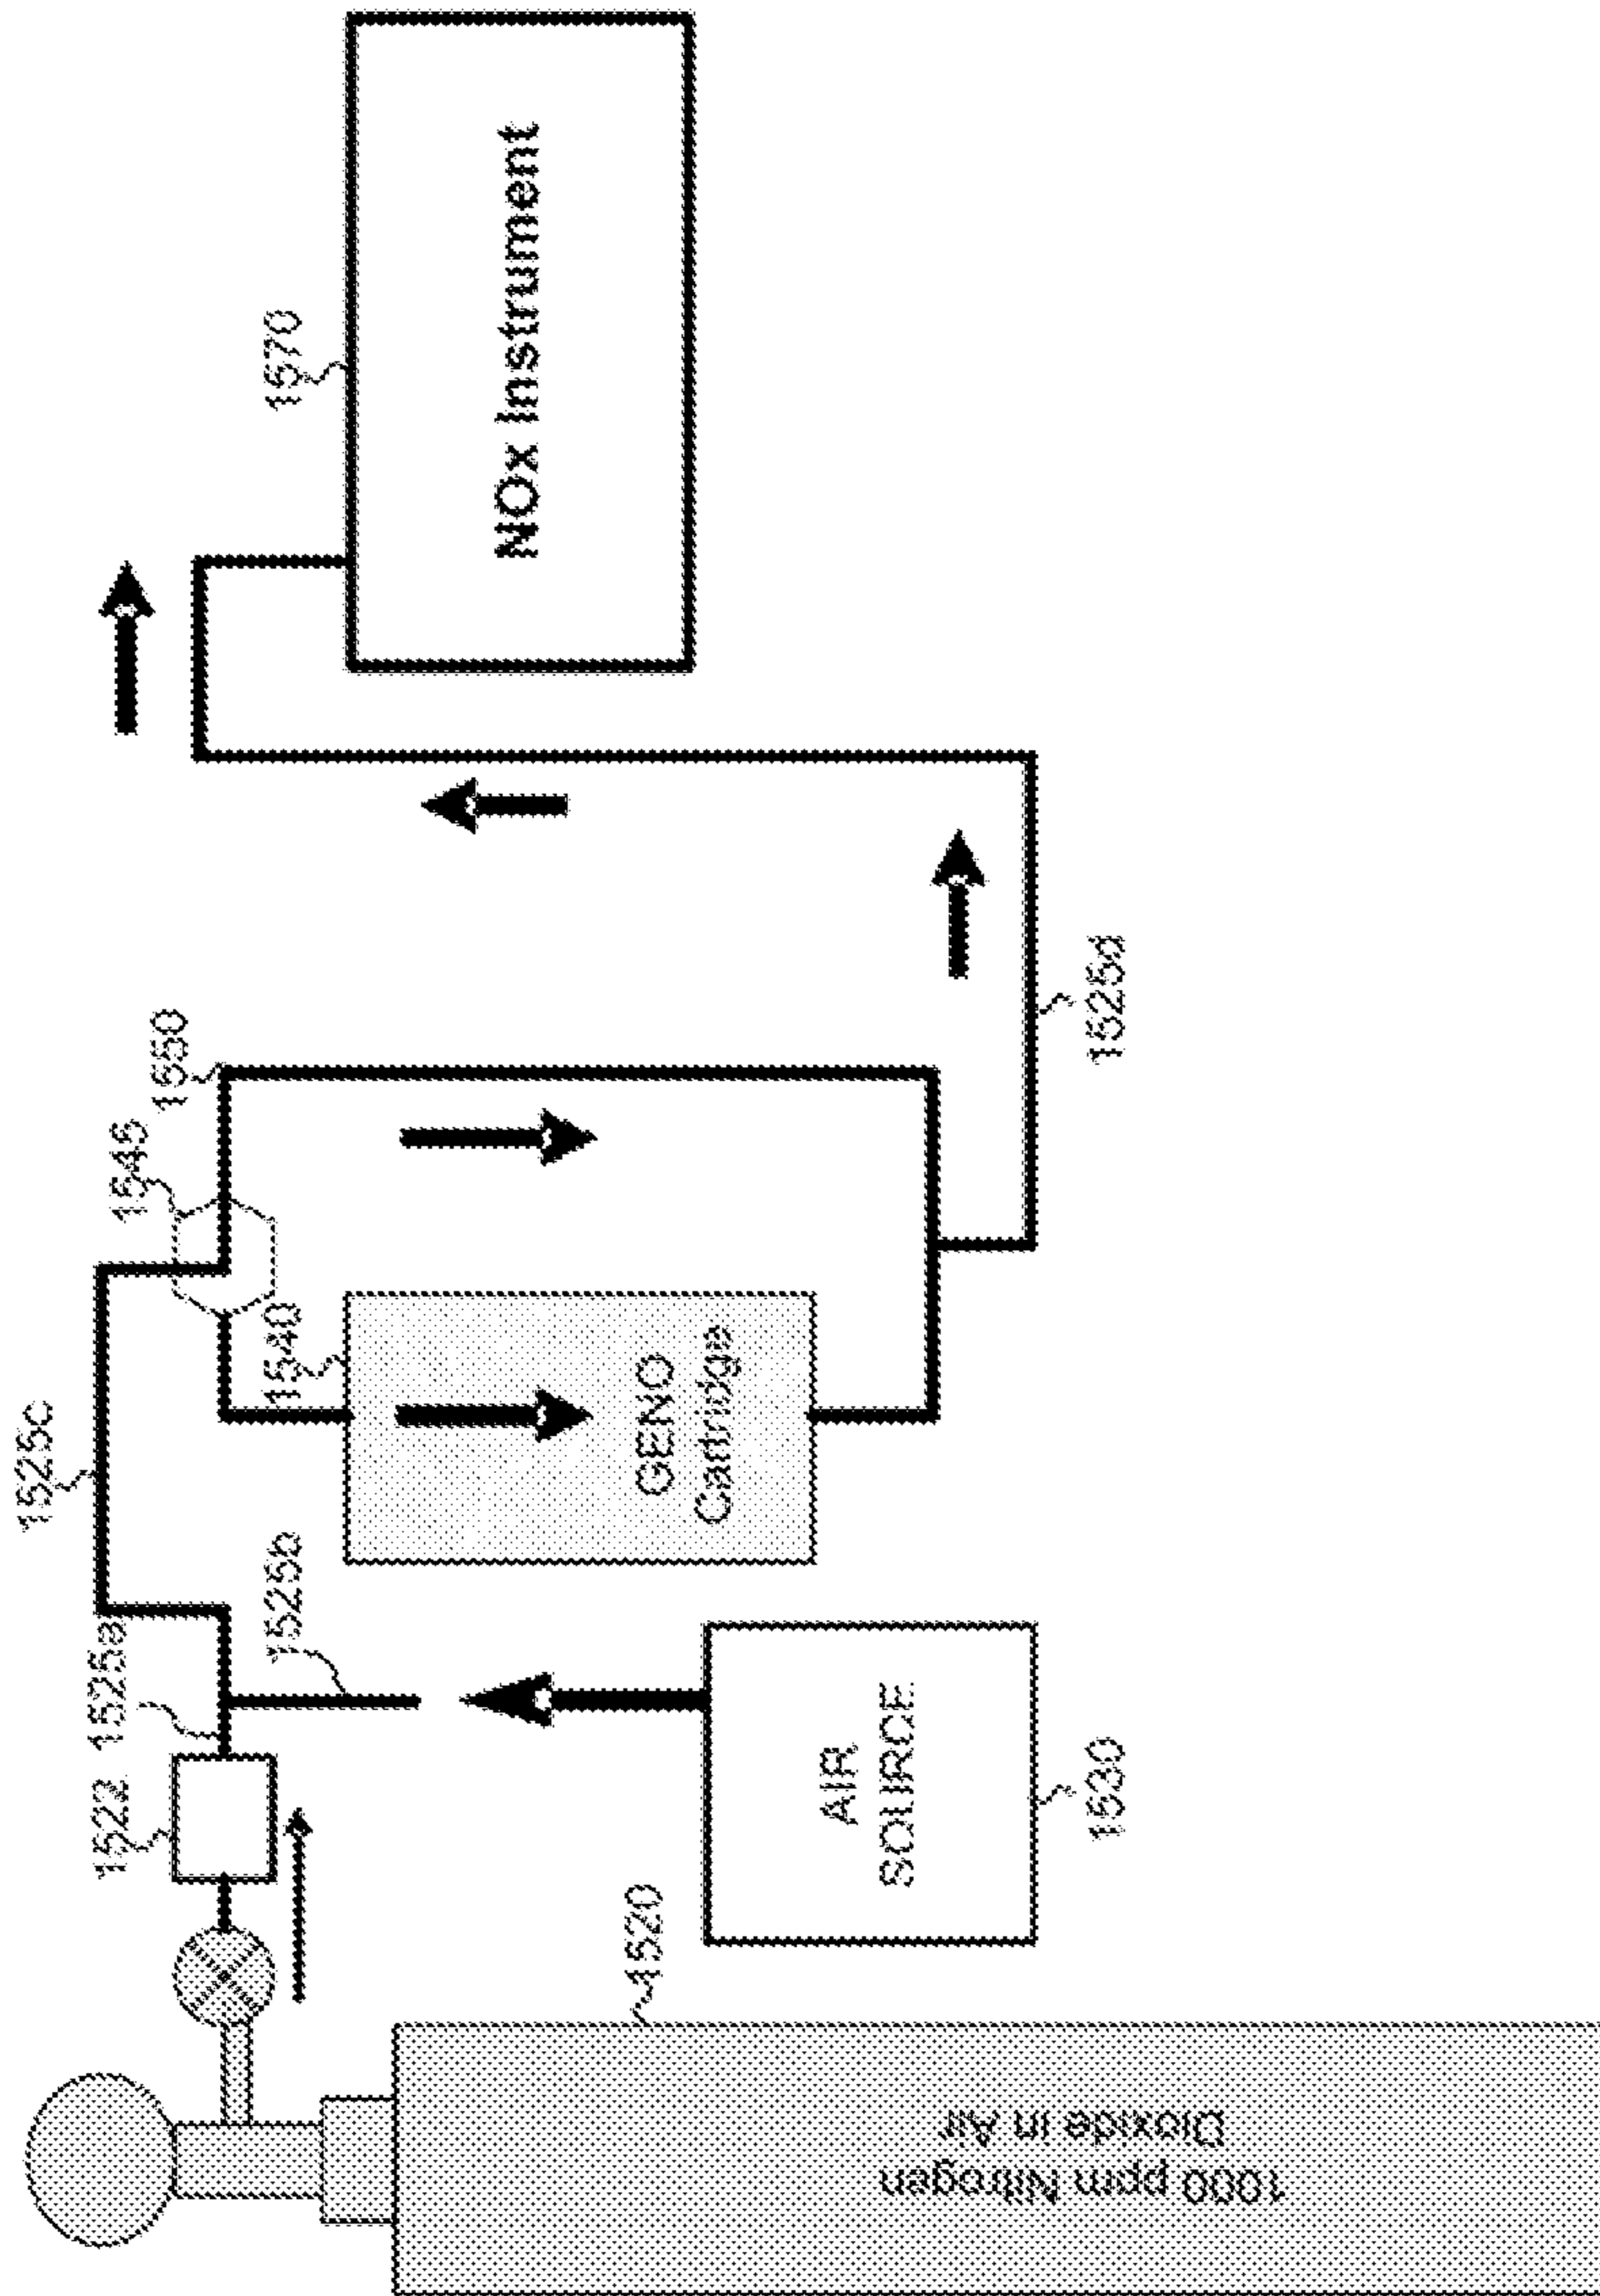 1525c
1545
1550
1522
1525a
1525b
1540
1570
GENO
Cartridge
NOx Instrument
1520
AIR
SOURCE
1530
1525d
1000 ppm Nitrogen
Dioxide in Air